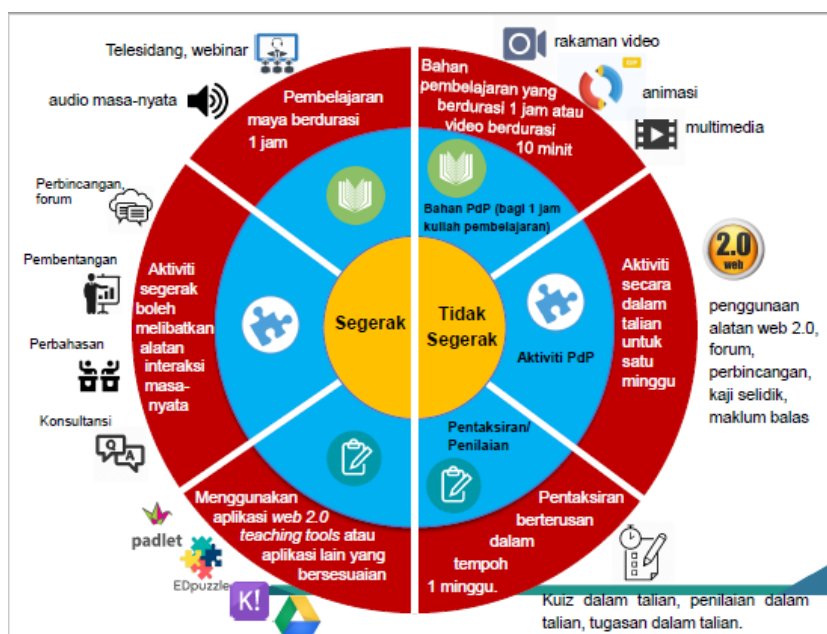 Telesidang, webinar
audio masa-nyata
Pembelajaran
maya berdurasi
1 jam
Bahan
pembelajaran yang
berdurasi 1 jam atau
video berdurasi
10 minit
rakaman video
GIF
animasi
multimedia
Perbincangan,
forum
Pembentangan
Perbahasan
Konsultansi
Q
A
Aktiviti
segerak
boleh
melibatkan
alatan
interaksi
masa-
nyata
Bahan PdP (bagi 1 jam
kuliah pembelajaran)
Segerak
Tidak
Segerak
Aktiviti PdP
Pentaksiran/
Penilaian
Aktiviti
secara
dalam
talian
untuk
satu
minggu
2.0
web
penggunaan
alatan web 2.0,
forum,
perbincangan,
kaji selidik,
maklum balas
Menggunakan
aplikasi web 2.0
teaching tools atau
aplikasi lain yang
bersesuaian
padlet
EDpuzzle
K!
Pentaksiran
berterusan
dalam
tempoh
1 minggu.
Kuiz dalam talian, penilaian dalam
talian, tugasan dalam talian.